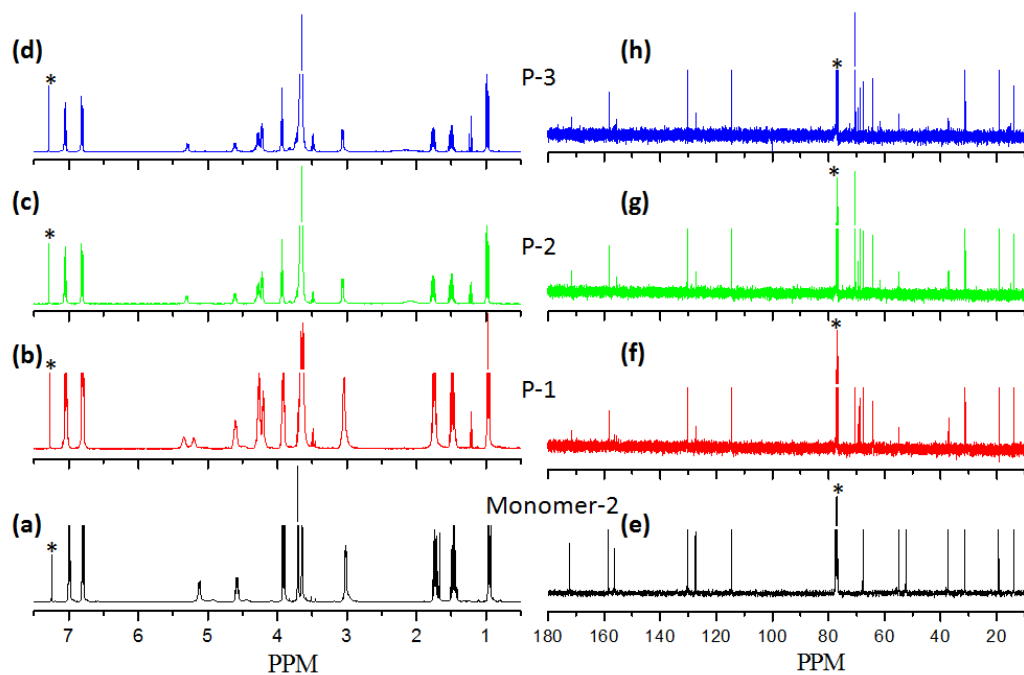 (d)
*
P-3
(h)
*
(c)
*
P-2
(g)
*
(b)
*
P-1
(f)
*
Monomer-2
(a)
*
(e)
*
7 6 5 4 3 2 1
180 160 140 120 100 80 60 40 20
PPM
PPM